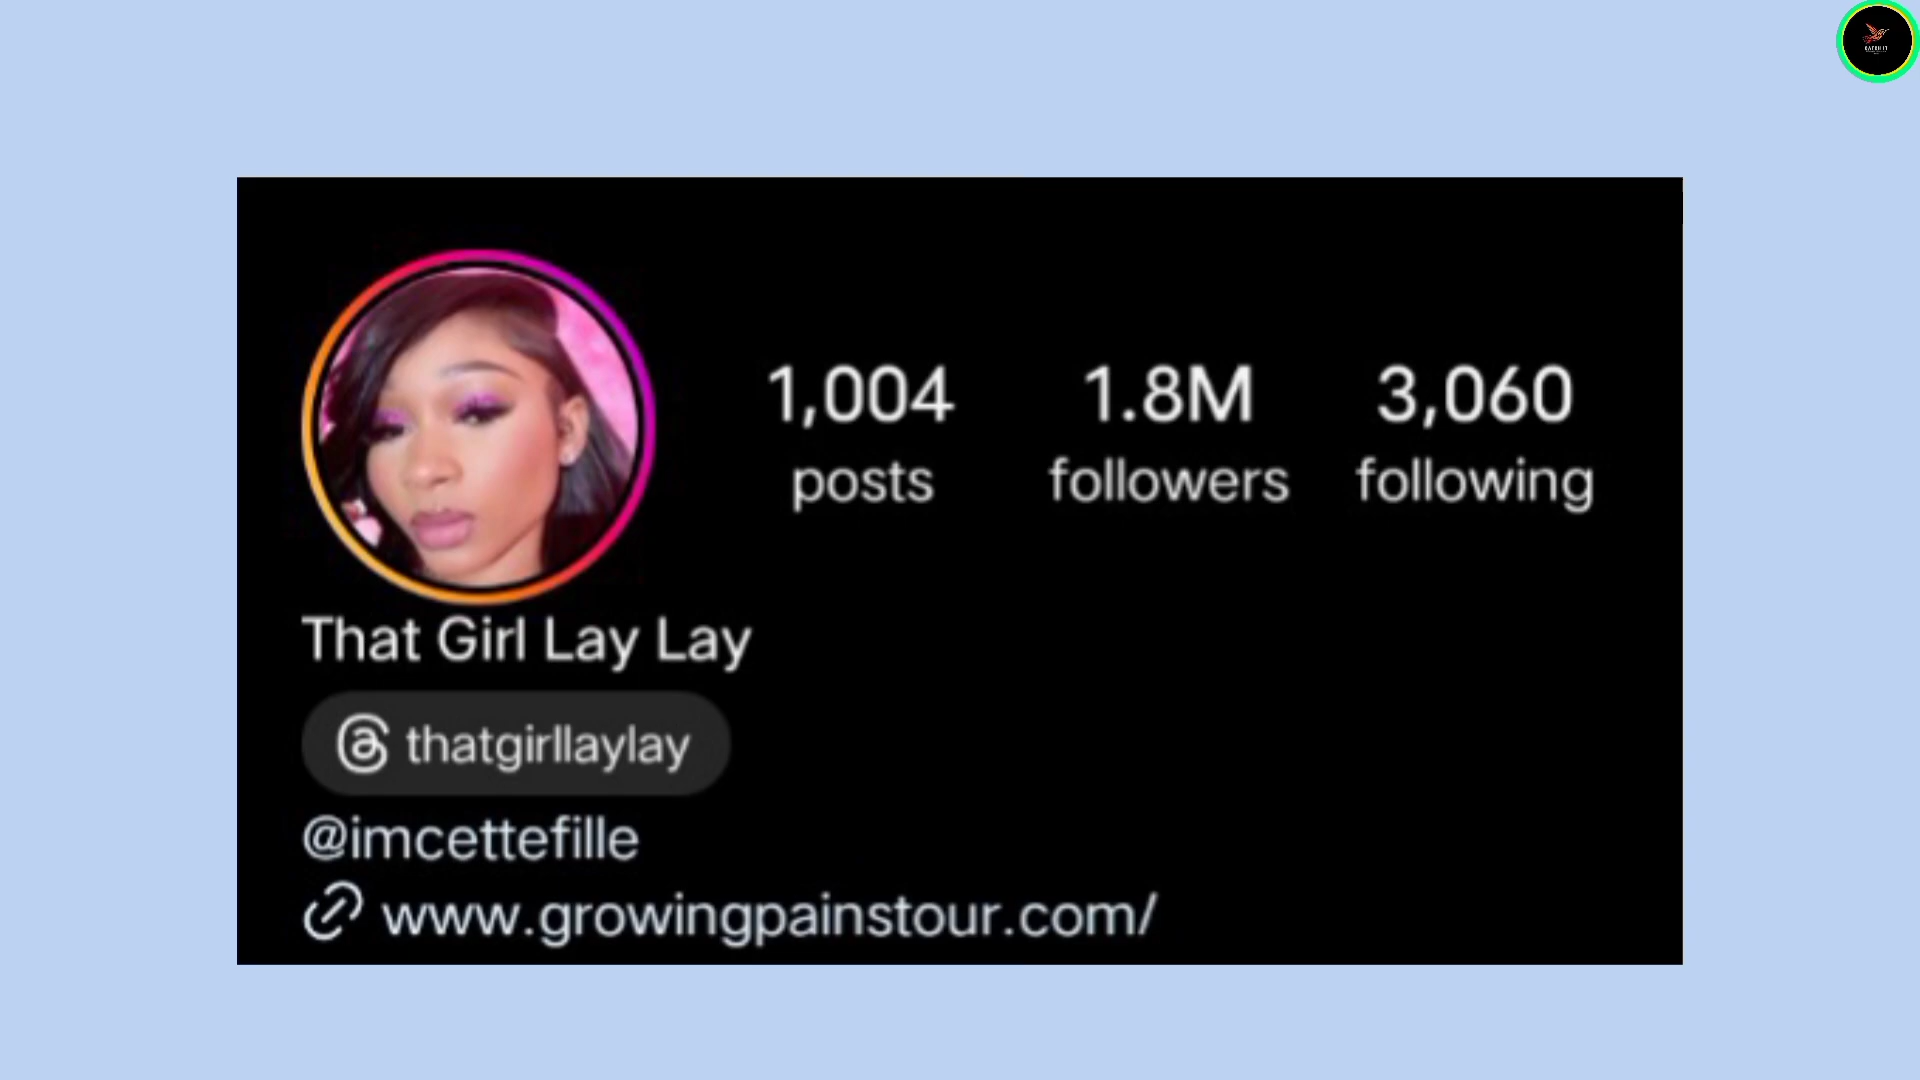 1,004 1.8M 3,060
posts followers following
That Girl Lay Lay
thatgirllaylay
@imcettefille
www.growingpainstour.com/